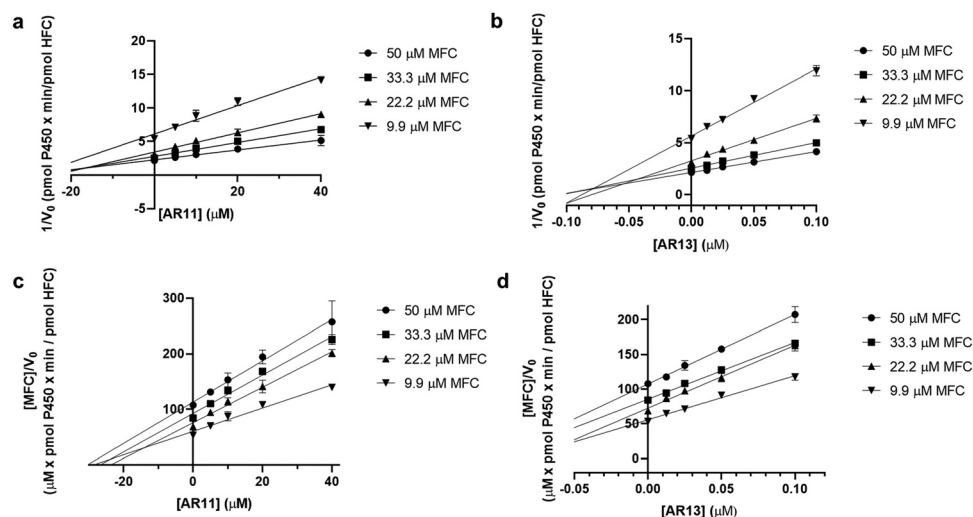 a
1/V₀ (pmol P450 x min/pmol HFC)
20
15
10
5
-5
-20
0
20
40
[AR11] (μM)
50 μM MFC
33.3 μM MFC
22.2 μM MFC
9.9 μM MFC
b
1/V₀ (pmol P450 x min/pmol HFC)
15
10
5
0
-0.10
-0.05
0.00
0.05
0.10
[AR13] (μM)
50 μM MFC
33.3 μM MFC
22.2 μM MFC
9.9 μM MFC
c
[MFC]/V₀
(μM x pmol P450 x min / pmol HFC)
300
200
100
-30
-20
-10
0
10
20
30
40
[AR11] (μM)
50 μM MFC
33.3 μM MFC
22.2 μM MFC
9.9 μM MFC
d
[MFC]/V₀
(μM x pmol P450 x min / pmol HFC)
200
150
100
50
0
-0.05
0.00
0.05
0.10
[AR13] (μM)
50 μM MFC
33.3 μM MFC
22.2 μM MFC
9.9 μM MFC